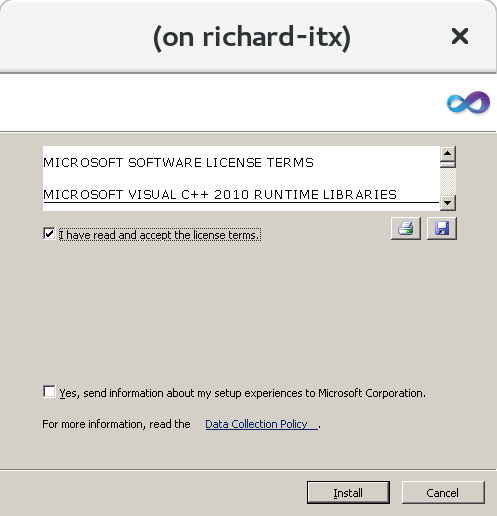 (on richard-itx)
MICROSOFT SOFTWARE LICENSE TERMS
MICROSOFT VISUAL C++ 2010 RUNTIME LIBRARIES
I have read and accept the license terms.
Yes, send information about my setup experiences to Microsoft Corporation.
For more information, read the Data Collection Policy .
Install Cancel